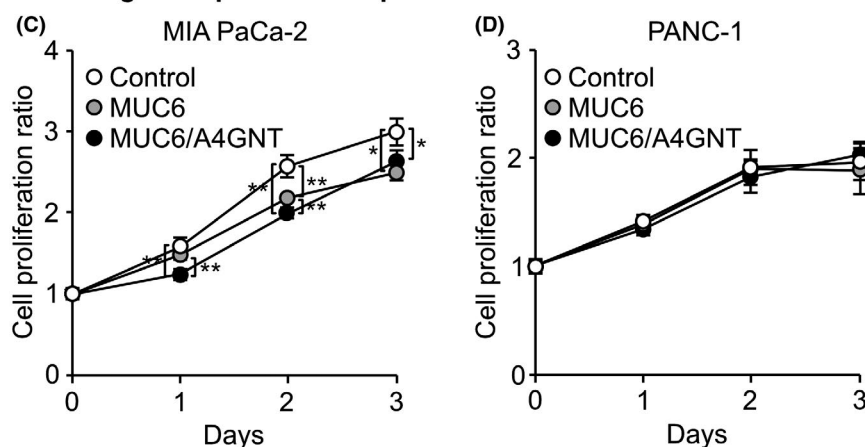 (C)
MIA PaCa-2
Cell proliferation ratio
4
3
2
1
0
Control
MUC6
MUC6/A4GNT
**
**
**
**
**
*
*
0 1 2 3
Days
(D)
PANC-1
Cell proliferation ratio
3
2
1
0
Control
MUC6
MUC6/A4GNT
0 1 2 3
Days